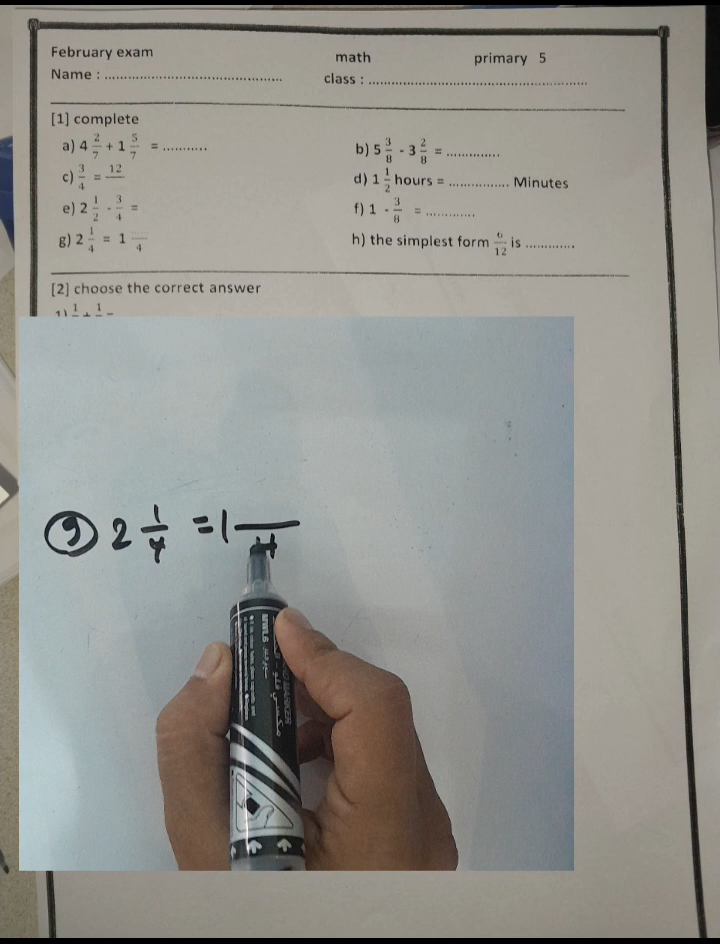 February exam math primary 5
Name : ............................................... class : ........................................................
[1] complete
a) 4 2/7 + 1 5/7 = ........... b) 5 3/8 - 3 2/8 = ..............
c) 3/4 = 12/ d) 1 1/2 hours = ................ Minutes
e) 2 1/2 - 3/4 = f) 1 - 3/8 = .............
g) 2 1/4 = 1 /4 h) the simplest form 6/12 is .............
[2] choose the correct answer
g 2 1/4 = 1 /4
MARKER